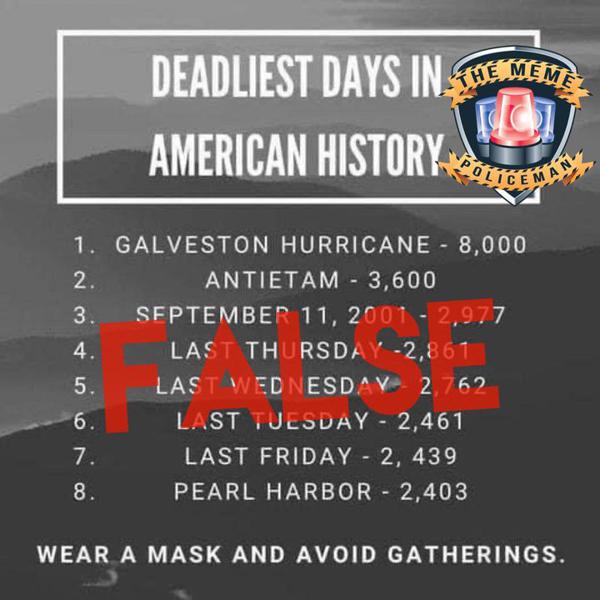 DEADLIEST DAYS IN
AMERICAN HISTORY
THE MEME
POLICEMAN
1. GALVESTON HURRICANE - 8,000
2. ANTIETAM - 3,600
3. SEPTEMBER 11, 2001 - 2,977
4. LAST THURSDAY -2,861
5. LAST WEDNESDAY - 2,762
6. LAST TUESDAY - 2,461
7. LAST FRIDAY - 2, 439
8. PEARL HARBOR - 2,403
FALSE
WEAR A MASK AND AVOID GATHERINGS.